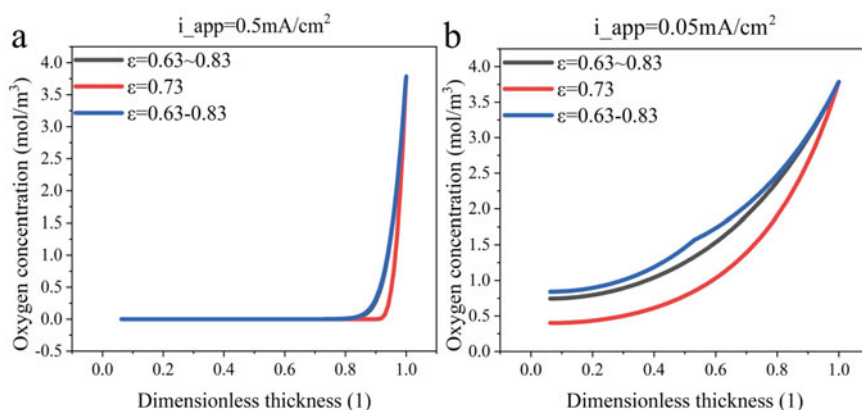 a
i_app=0.5mA/cm²
ε=0.63~0.83
ε=0.73
ε=0.63-0.83
Oxygen concentration (mol/m³)
4.0
3.5
3.0
2.5
2.0
1.5
1.0
0.5
0.0
-0.5
0.0 0.2 0.4 0.6 0.8 1.0
Dimensionless thickness (1)
b
i_app=0.05mA/cm²
ε=0.63~0.83
ε=0.73
ε=0.63-0.83
Oxygen concentration (mol/m³)
4.0
3.5
3.0
2.5
2.0
1.5
1.0
0.5
0.0
0.0 0.2 0.4 0.6 0.8 1.0
Dimensionless thickness (1)